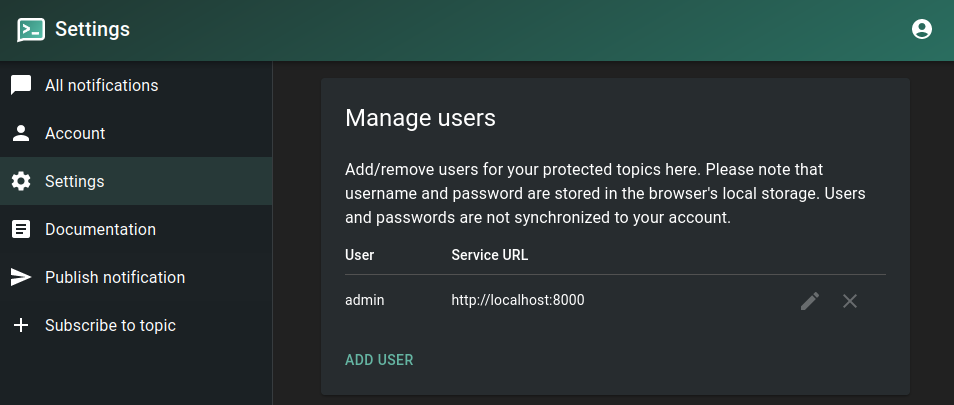 Settings
All notifications
Account
Settings
Documentation
Publish notification
Subscribe to topic
Manage users
Add/remove users for your protected topics here. Please note that
username and password are stored in the browser's local storage. Users
and passwords are not synchronized to your account.
User Service URL
admin http://localhost:8000
ADD USER